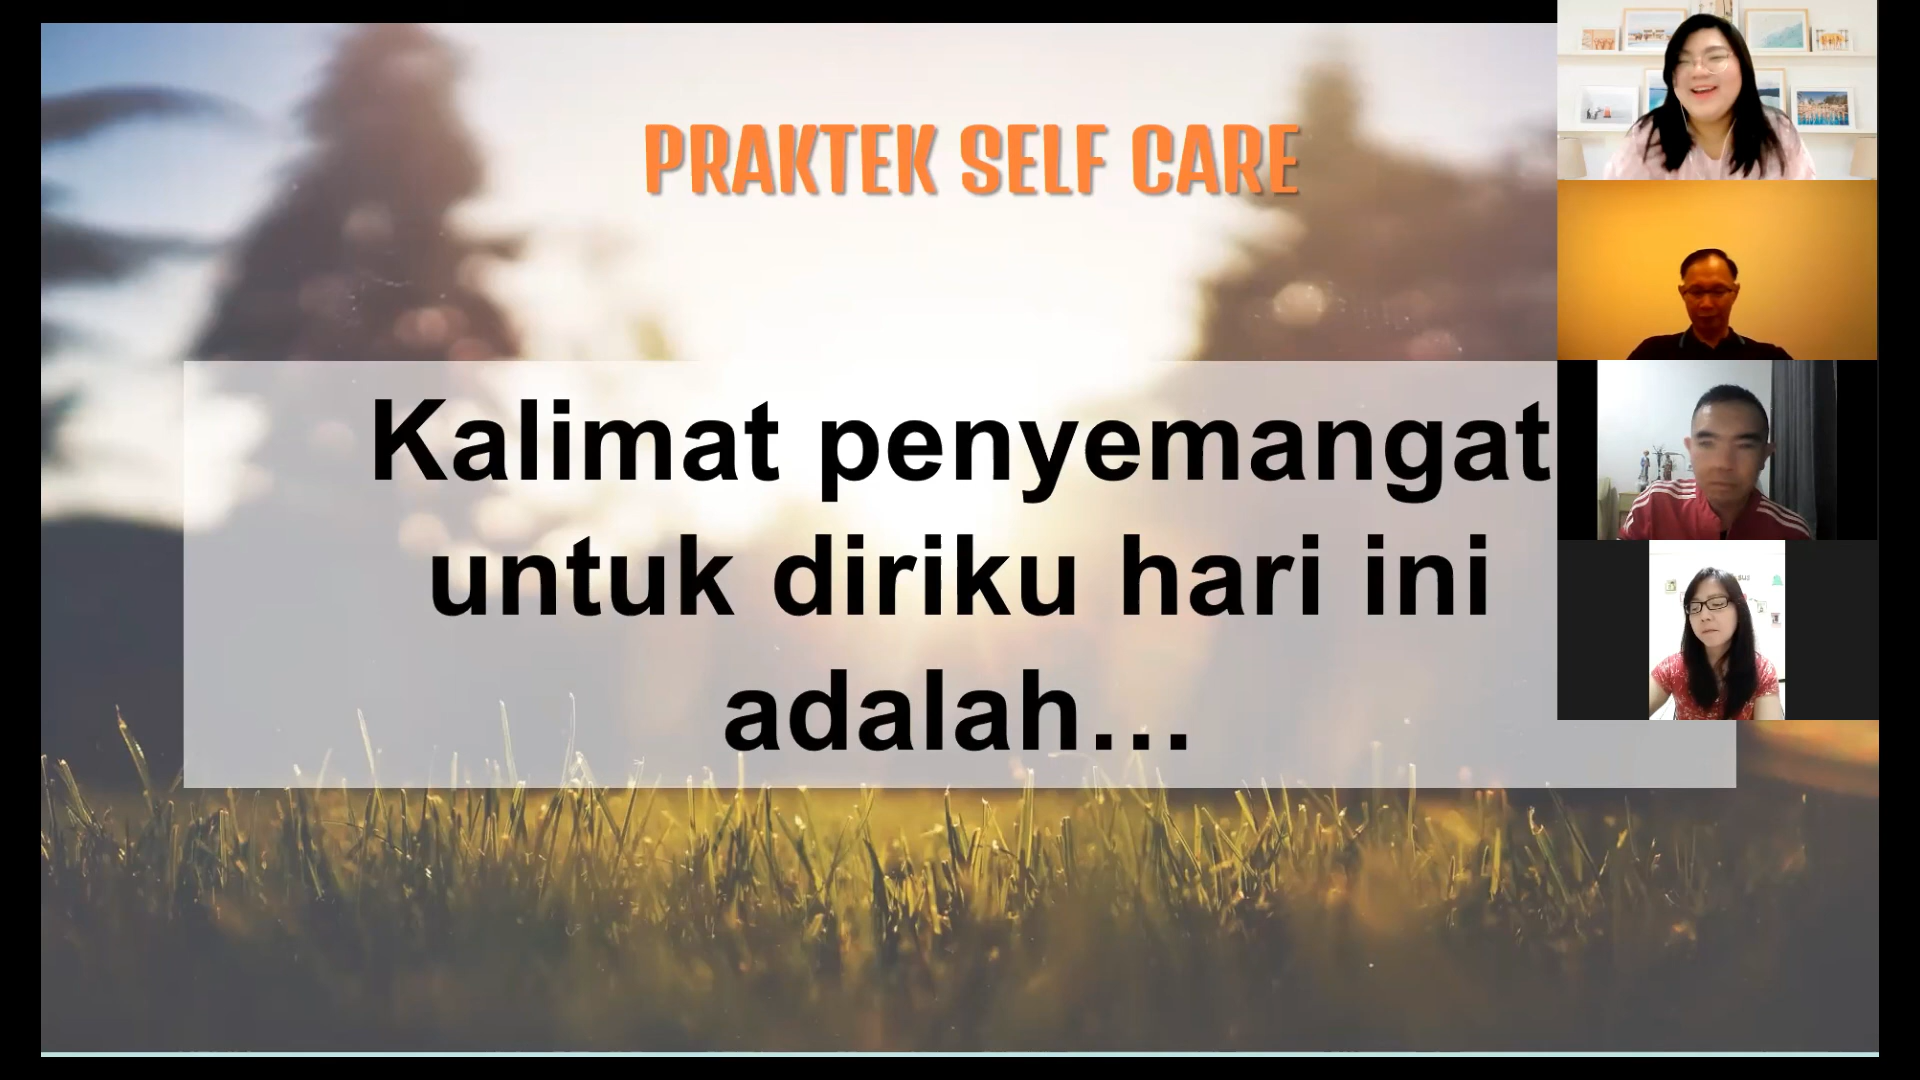 PRAKTEK SELF CARE
Kalimat penyemangat
untuk diriku hari ini
adalah...